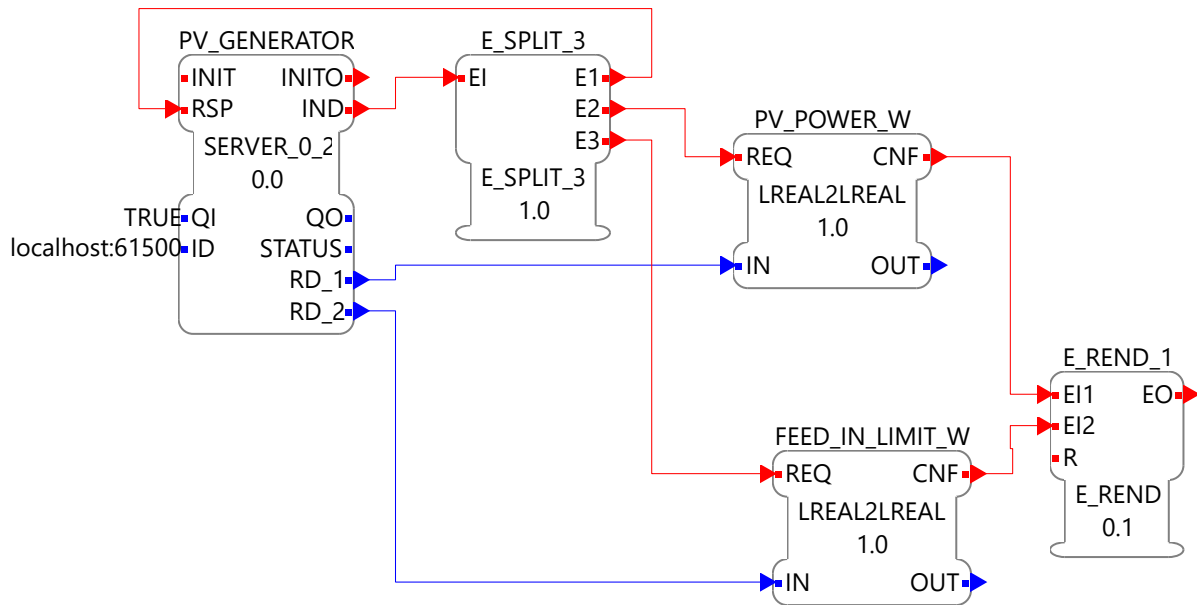 PV_GENERATOR
INIT INITO
RSP IND
SERVER_0_2
0.0
TRUE QI QO
localhost:61500 ID STATUS
RD_1
RD_2
E_SPLIT_3
EI E1
E2
E3
E_SPLIT_3
1.0
PV_POWER_W
REQ CNF
LREAL2LREAL
1.0
IN OUT
FEED_IN_LIMIT_W
REQ CNF
LREAL2LREAL
1.0
IN OUT
E_REND_1
EI1 EO
EI2
R
E_REND
0.1